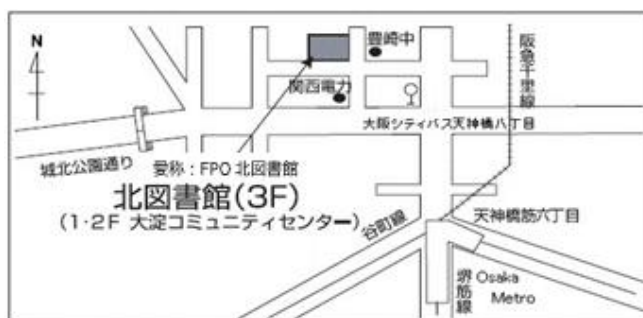 N
豊崎中
阪急千里線
関西電力
大阪シティバス天神橋八丁目
城北公園通り
愛称：FPO 北図書館
北図書館(3F)
(1・2F 大淀コミュニティセンター)
谷町線
天神橋筋六丁目
堺筋線
Osaka
Metro